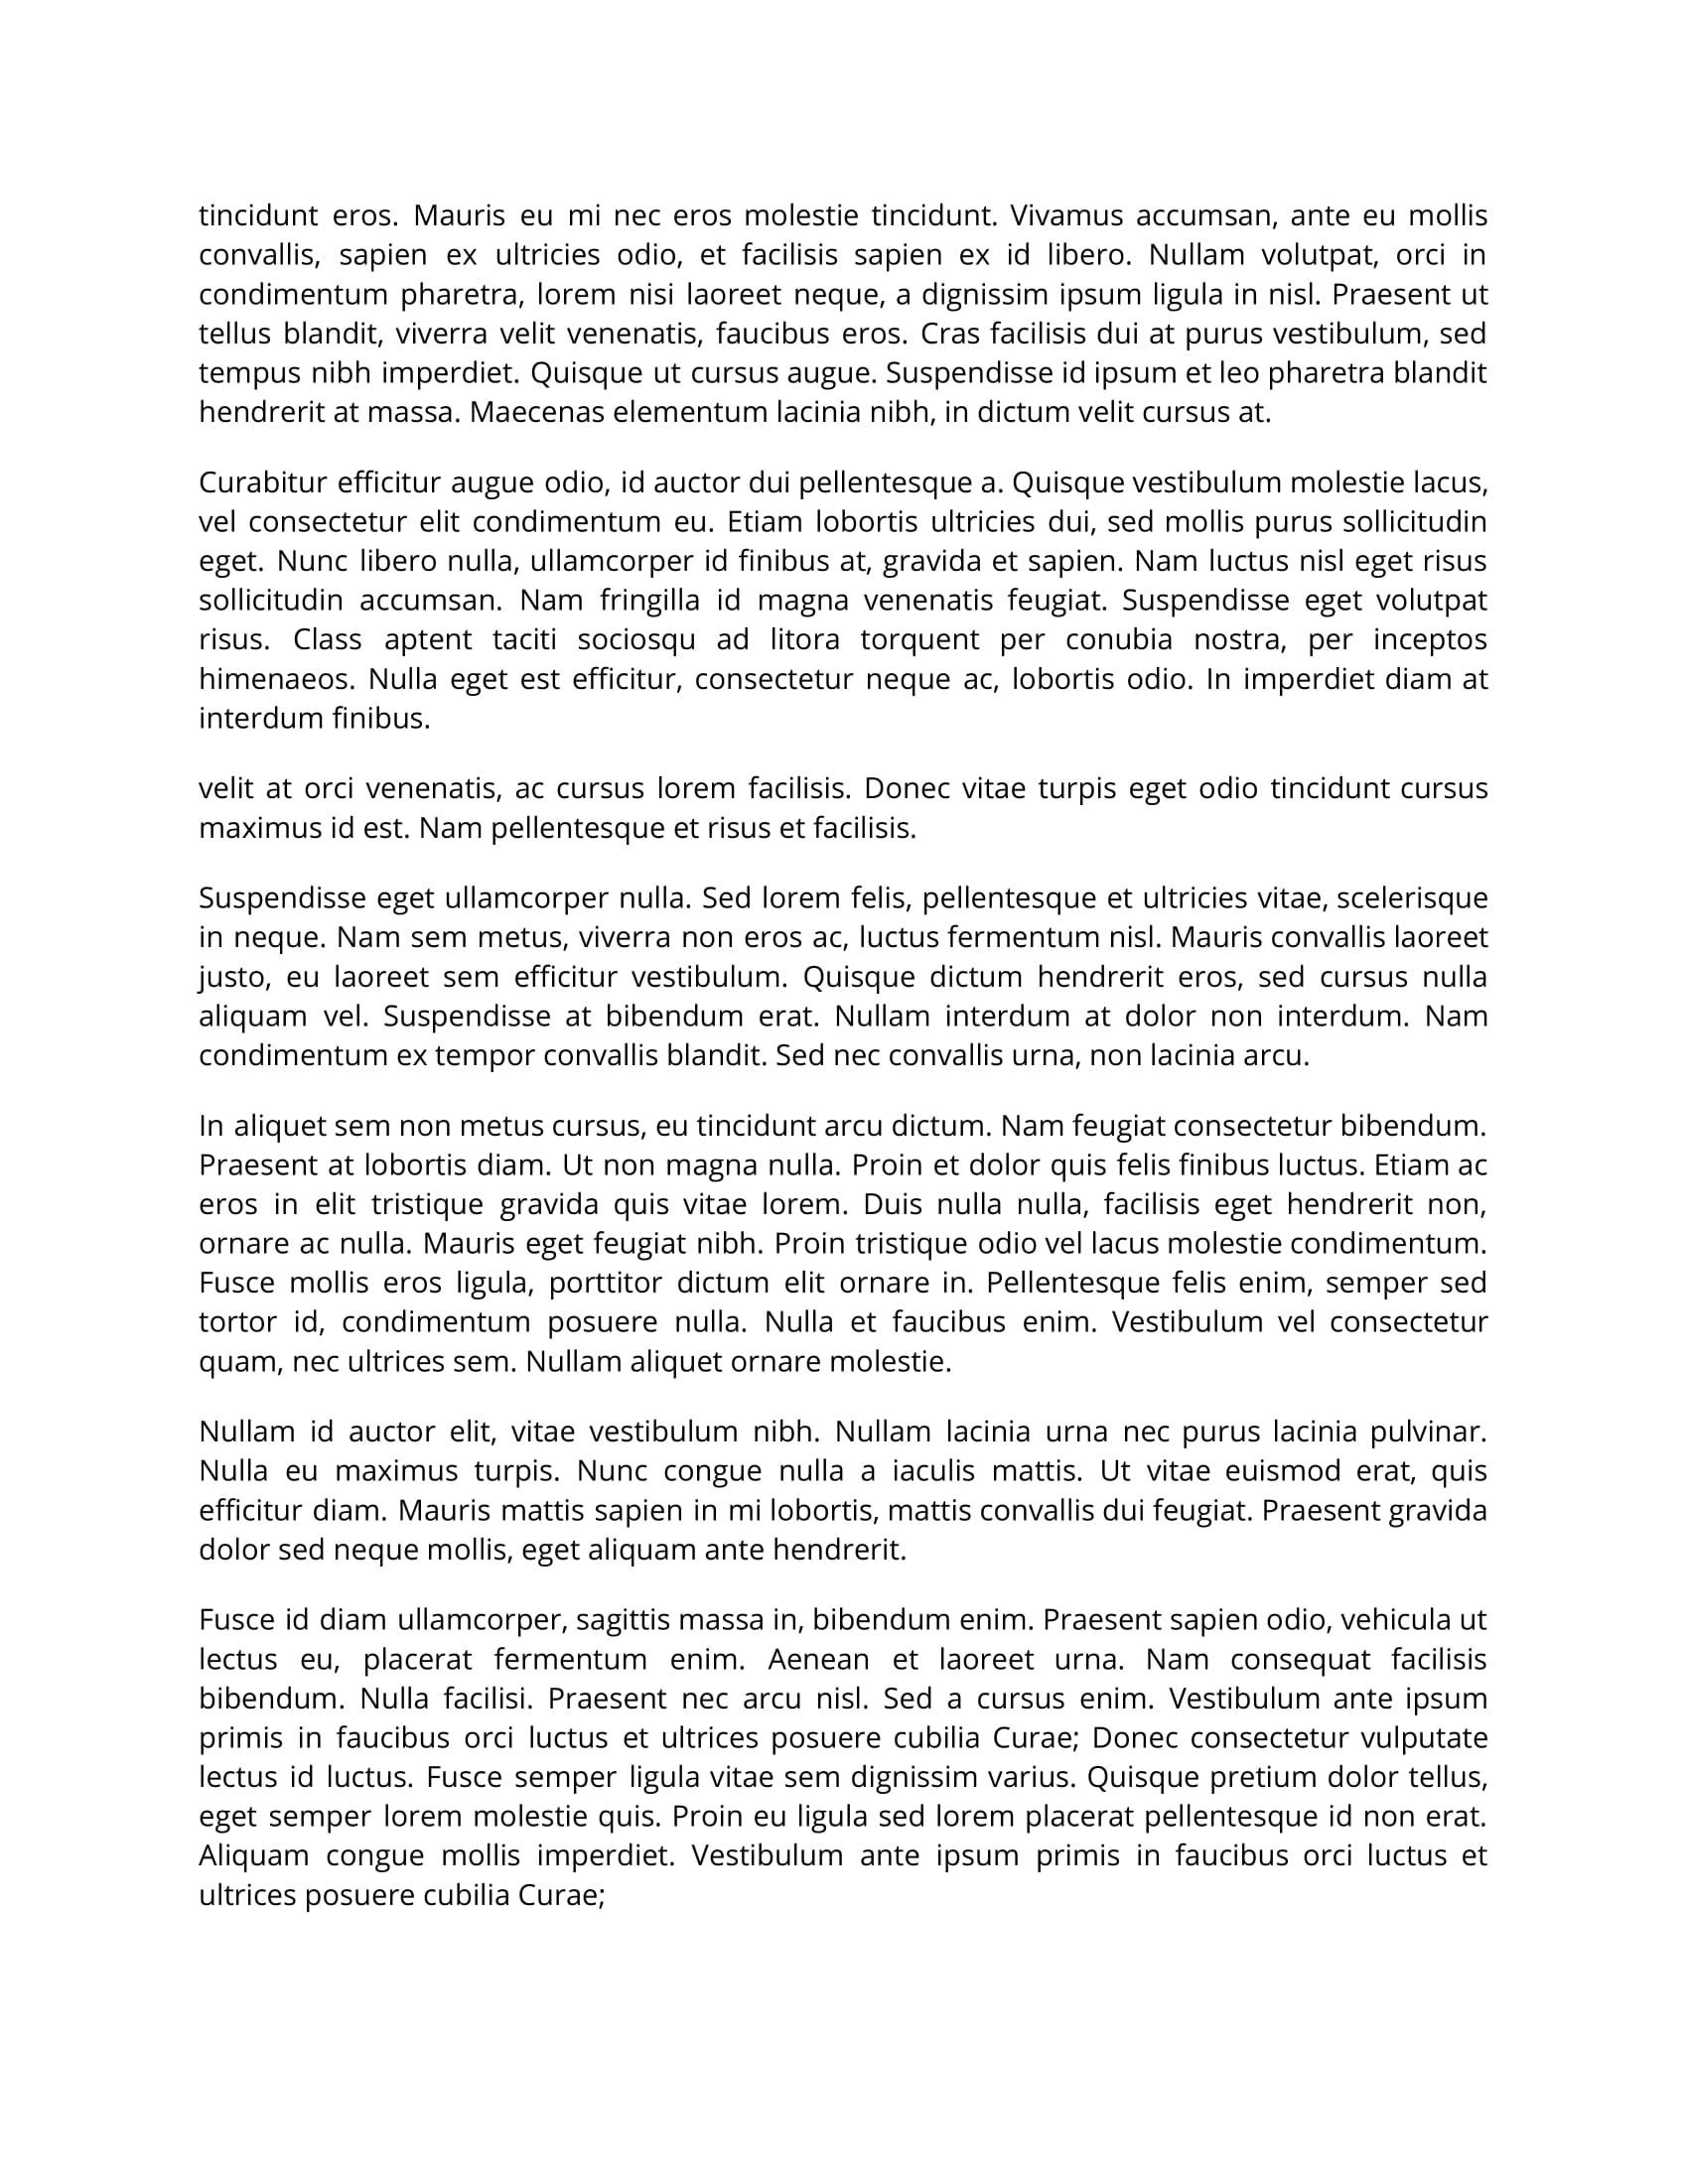 tincidunt eros. Mauris eu mi nec eros molestie tincidunt. Vivamus accumsan, ante eu mollis
convallis, sapien ex ultricies odio, et facilisis sapien ex id libero. Nullam volutpat, orci in
condimentum pharetra, lorem nisi laoreet neque, a dignissim ipsum ligula in nisl. Praesent ut
tellus blandit, viverra velit venenatis, faucibus eros. Cras facilisis dui at purus vestibulum, sed
tempus nibh imperdiet. Quisque ut cursus augue. Suspendisse id ipsum et leo pharetra blandit
hendrerit at massa. Maecenas elementum lacinia nibh, in dictum velit cursus at.
Curabitur efficitur augue odio, id auctor dui pellentesque a. Quisque vestibulum molestie lacus,
vel consectetur elit condimentum eu. Etiam lobortis ultricies dui, sed mollis purus sollicitudin
eget. Nunc libero nulla, ullamcorper id finibus at, gravida et sapien. Nam luctus nisl eget risus
sollicitudin accumsan. Nam fringilla id magna venenatis feugiat. Suspendisse eget volutpat
risus. Class aptent taciti sociosqu ad litora torquent per conubia nostra, per inceptos
himenaeos. Nulla eget est efficitur, consectetur neque ac, lobortis odio. In imperdiet diam at
interdum finibus.
velit at orci venenatis, ac cursus lorem facilisis. Donec vitae turpis eget odio tincidunt cursus
maximus id est. Nam pellentesque et risus et facilisis.
Suspendisse eget ullamcorper nulla. Sed lorem felis, pellentesque et ultricies vitae, scelerisque
in neque. Nam sem metus, viverra non eros ac, luctus fermentum nisl. Mauris convallis laoreet
justo, eu laoreet sem efficitur vestibulum. Quisque dictum hendrerit eros, sed cursus nulla
aliquam vel. Suspendisse at bibendum erat. Nullam interdum at dolor non interdum. Nam
condimentum ex tempor convallis blandit. Sed nec convallis urna, non lacinia arcu.
In aliquet sem non metus cursus, eu tincidunt arcu dictum. Nam feugiat consectetur bibendum.
Praesent at lobortis diam. Ut non magna nulla. Proin et dolor quis felis finibus luctus. Etiam ac
eros in elit tristique gravida quis vitae lorem. Duis nulla nulla, facilisis eget hendrerit non,
ornare ac nulla. Mauris eget feugiat nibh. Proin tristique odio vel lacus molestie condimentum.
Fusce mollis eros ligula, porttitor dictum elit ornare in. Pellentesque felis enim, semper sed
tortor id, condimentum posuere nulla. Nulla et faucibus enim. Vestibulum vel consectetur
quam, nec ultrices sem. Nullam aliquet ornare molestie.
Nullam id auctor elit, vitae vestibulum nibh. Nullam lacinia urna nec purus lacinia pulvinar.
Nulla eu maximus turpis. Nunc congue nulla a iaculis mattis. Ut vitae euismod erat, quis
efficitur diam. Mauris mattis sapien in mi lobortis, mattis convallis dui feugiat. Praesent gravida
dolor sed neque mollis, eget aliquam ante hendrerit.
Fusce id diam ullamcorper, sagittis massa in, bibendum enim. Praesent sapien odio, vehicula ut
lectus eu, placerat fermentum enim. Aenean et laoreet urna. Nam consequat facilisis
bibendum. Nulla facilisi. Praesent nec arcu nisl. Sed a cursus enim. Vestibulum ante ipsum
primis in faucibus orci luctus et ultrices posuere cubilia Curae; Donec consectetur vulputate
lectus id luctus. Fusce semper ligula vitae sem dignissim varius. Quisque pretium dolor tellus,
eget semper lorem molestie quis. Proin eu ligula sed lorem placerat pellentesque id non erat.
Aliquam congue mollis imperdiet. Vestibulum ante ipsum primis in faucibus orci luctus et
ultrices posuere cubilia Curae;